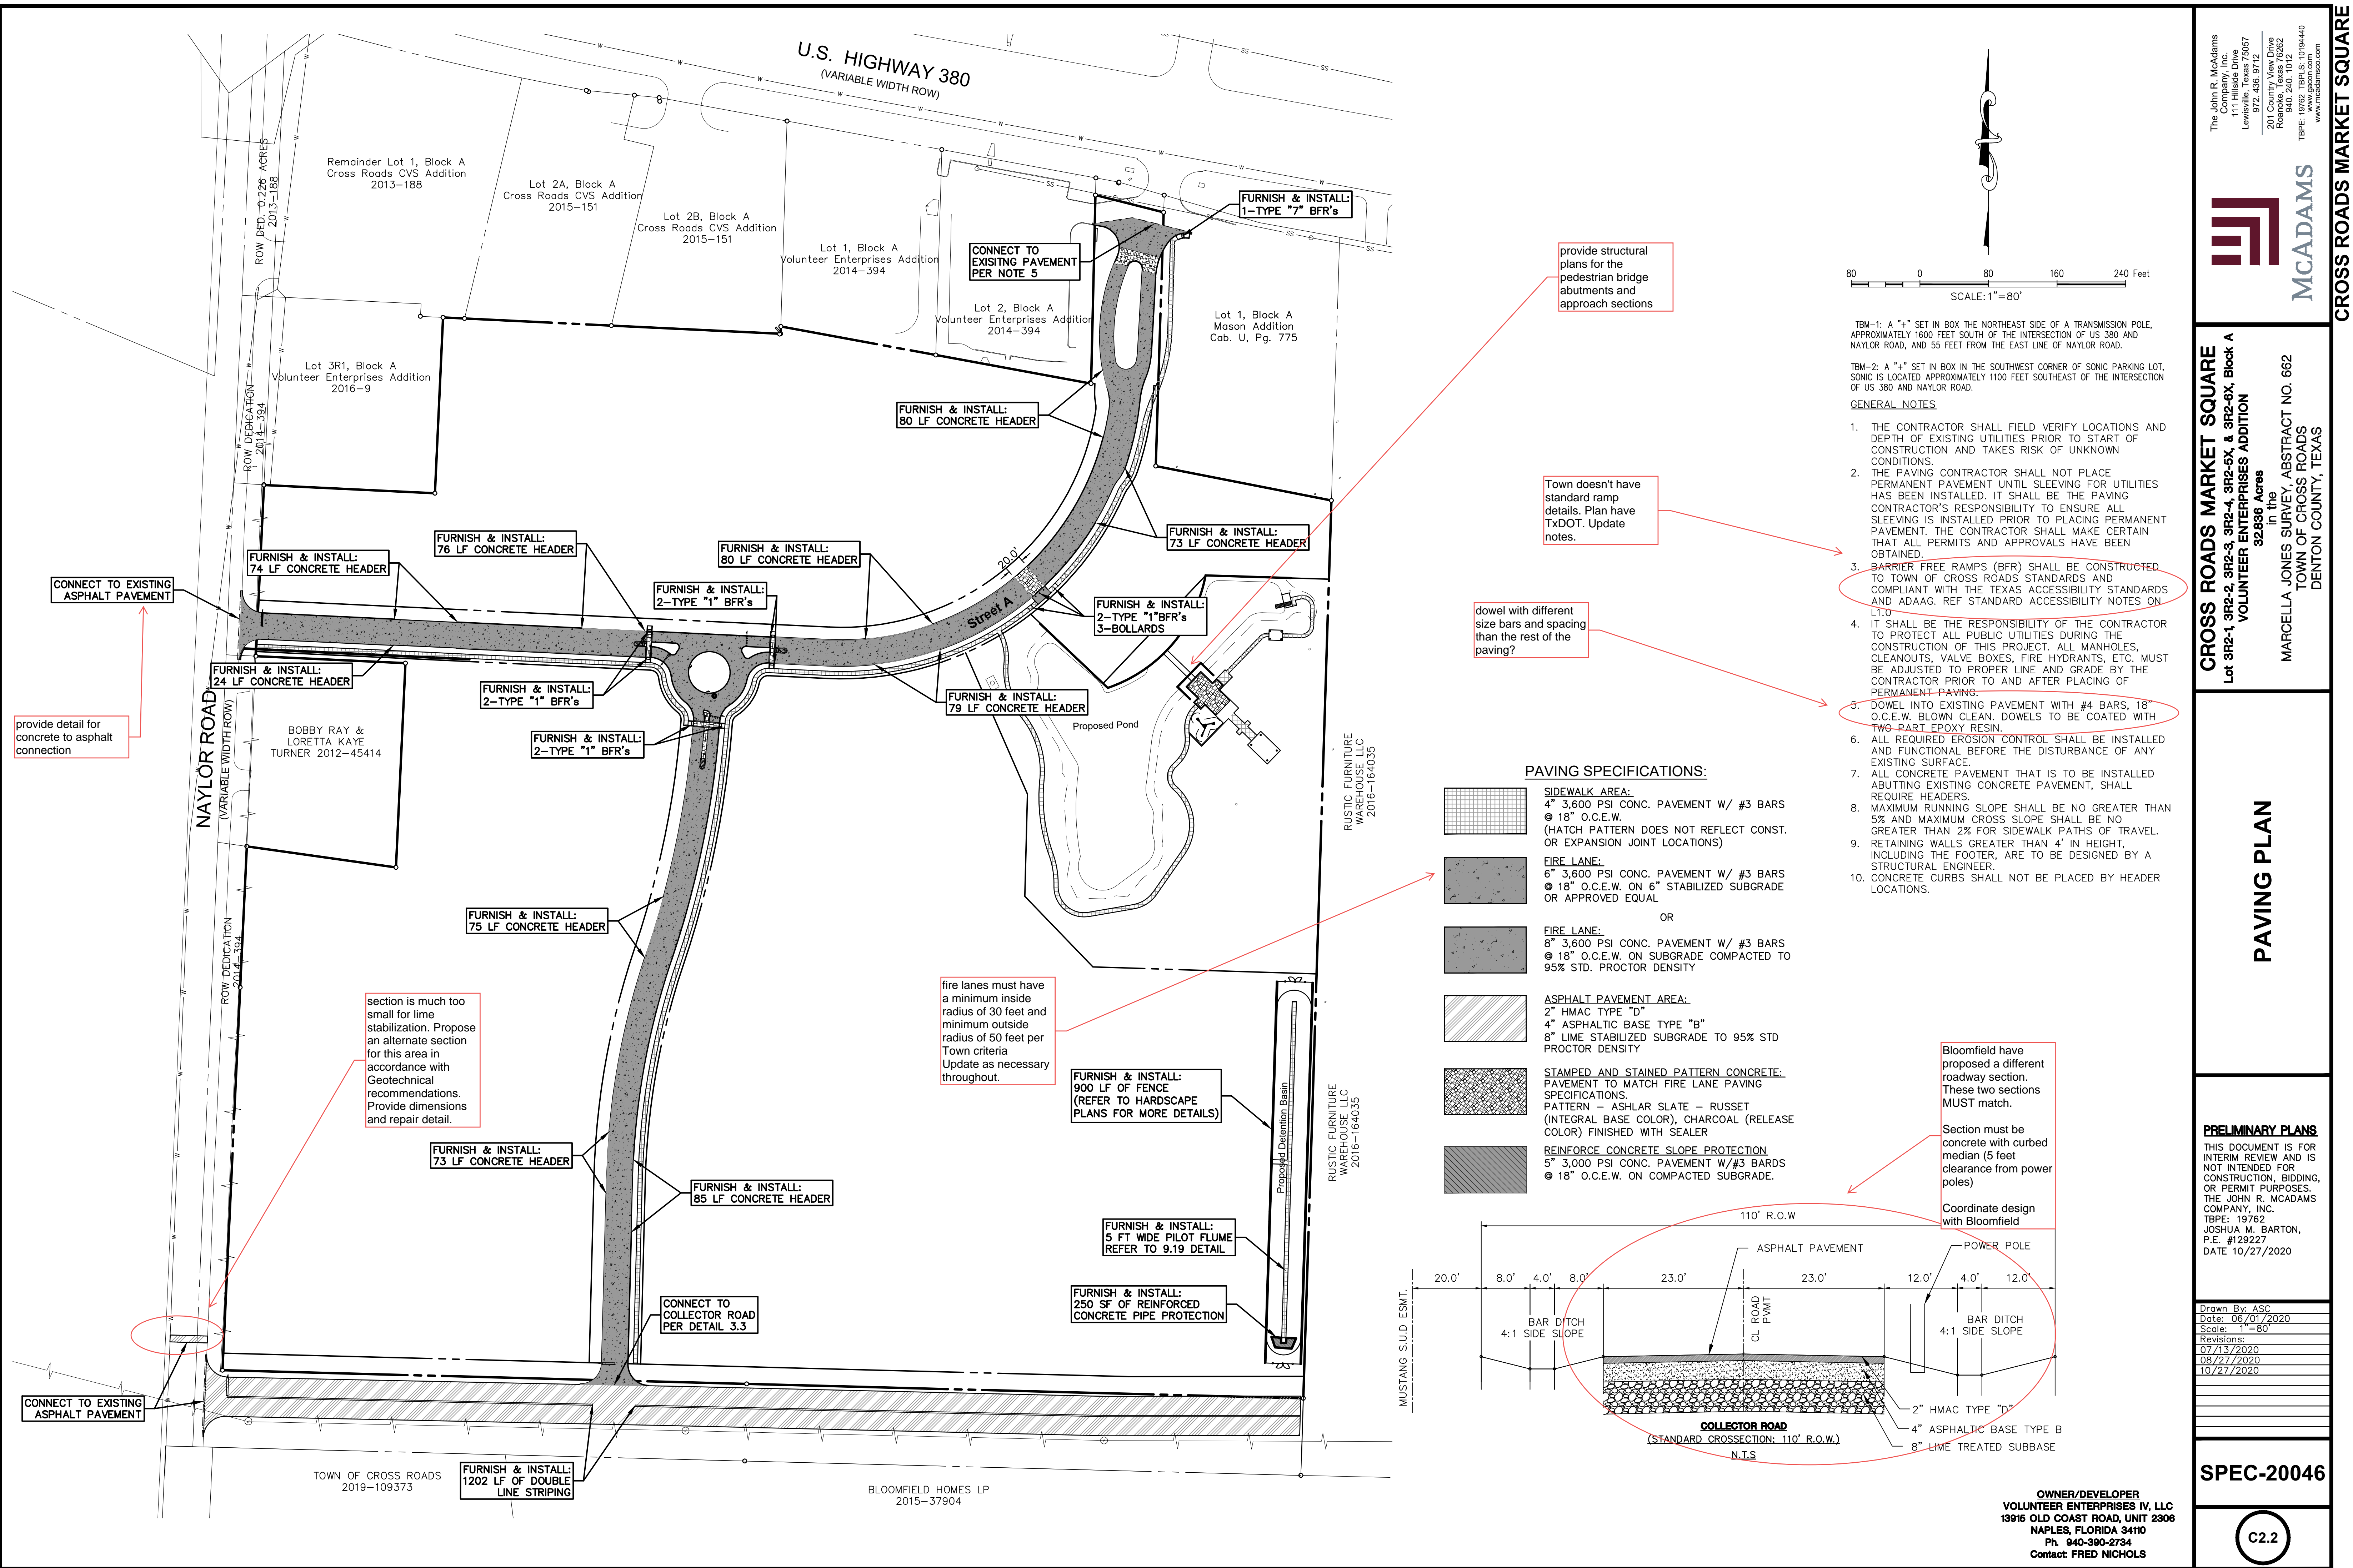 U.S. HIGHWAY 380
(VARIABLE WIDTH ROW)
ROW DED. 0.226 ACRES
2013-188
Remainder Lot 1, Block A
Cross Roads CVS Addition
2013-188
Lot 2A, Block A
Cross Roads CVS Addition
2015-151
Lot 2B, Block A
Cross Roads CVS Addition
2015-151
Lot 1, Block A
Volunteer Enterprises Addition
2014-394
Lot 2, Block A
Volunteer Enterprises Addition
2014-394
Lot 1, Block A
Mason Addition
Cab. U, Pg. 775
Lot 3R1, Block A
Volunteer Enterprises Addition
2016-9
ROW DEDICATION
2014-394
FURNISH & INSTALL:
1-TYPE "7" BFR's
CONNECT TO
EXISITNG PAVEMENT
PER NOTE 5
FURNISH & INSTALL:
80 LF CONCRETE HEADER
FURNISH & INSTALL:
73 LF CONCRETE HEADER
FURNISH & INSTALL:
76 LF CONCRETE HEADER
FURNISH & INSTALL:
74 LF CONCRETE HEADER
FURNISH & INSTALL:
80 LF CONCRETE HEADER
20.0'
Street A
CONNECT TO EXISTING
ASPHALT PAVEMENT
FURNISH & INSTALL:
2-TYPE "1" BFR's
FURNISH & INSTALL:
2-TYPE "1"BFR's
3-BOLLARDS
FURNISH & INSTALL:
24 LF CONCRETE HEADER
FURNISH & INSTALL:
2-TYPE "1" BFR's
FURNISH & INSTALL:
79 LF CONCRETE HEADER
FURNISH & INSTALL:
2-TYPE "1" BFR's
Proposed Pond
provide detail for
concrete to asphalt
connection
NAYLOR ROAD
(VARIABLE WIDTH ROW)
BOBBY RAY &
LORETTA KAYE
TURNER 2012-45414
RUSTIC FURNITURE
WAREHOUSE LLC
2016-164035
FURNISH & INSTALL:
75 LF CONCRETE HEADER
ROW DEDICATION
2014-394
section is much too
small for lime
stabilization. Propose
an alternate section
for this area in
accordance with
Geotechnical
recommendations.
Provide dimensions
and repair detail.
fire lanes must have
a minimum inside
radius of 30 feet and
minimum outside
radius of 50 feet per
Town criteria
Update as necessary
throughout.
FURNISH & INSTALL:
900 LF OF FENCE
(REFER TO HARDSCAPE
PLANS FOR MORE DETAILS)
Proposed Detention Basin
RUSTIC FURNITURE
WAREHOUSE LLC
2016-164035
FURNISH & INSTALL:
73 LF CONCRETE HEADER
FURNISH & INSTALL:
85 LF CONCRETE HEADER
FURNISH & INSTALL:
5 FT WIDE PILOT FLUME
REFER TO 9.19 DETAIL
FURNISH & INSTALL:
250 SF OF REINFORCED
CONCRETE PIPE PROTECTION
CONNECT TO
COLLECTOR ROAD
PER DETAIL 3.3
CONNECT TO EXISTING
ASPHALT PAVEMENT
FURNISH & INSTALL:
1202 LF OF DOUBLE
LINE STRIPING
TOWN OF CROSS ROADS
2019-109373
BLOOMFIELD HOMES LP
2015-37904
provide structural
plans for the
pedestrian bridge
abutments and
approach sections
Town doesn't have
standard ramp
details. Plan have
TxDOT. Update
notes.
dowel with different
size bars and spacing
than the rest of the
paving?
80 0 80 160 240 Feet
SCALE: 1"=80'
TBM-1: A "+" SET IN BOX THE NORTHEAST SIDE OF A TRANSMISSION POLE,
APPROXIMATELY 1600 FEET SOUTH OF THE INTERSECTION OF US 380 AND
NAYLOR ROAD, AND 55 FEET FROM THE EAST LINE OF NAYLOR ROAD.
TBM-2: A "+" SET IN BOX IN THE SOUTHWEST CORNER OF SONIC PARKING LOT,
SONIC IS LOCATED APPROXIMATELY 1100 FEET SOUTHEAST OF THE INTERSECTION
OF US 380 AND NAYLOR ROAD.
GENERAL NOTES
1. THE CONTRACTOR SHALL FIELD VERIFY LOCATIONS AND
DEPTH OF EXISTING UTILITIES PRIOR TO START OF
CONSTRUCTION AND TAKES RISK OF UNKNOWN
CONDITIONS.
2. THE PAVING CONTRACTOR SHALL NOT PLACE
PERMANENT PAVEMENT UNTIL SLEEVING FOR UTILITIES
HAS BEEN INSTALLED. IT SHALL BE THE PAVING
CONTRACTOR'S RESPONSIBILITY TO ENSURE ALL
SLEEVING IS INSTALLED PRIOR TO PLACING PERMANENT
PAVEMENT. THE CONTRACTOR SHALL MAKE CERTAIN
THAT ALL PERMITS AND APPROVALS HAVE BEEN
OBTAINED.
3. BARRIER FREE RAMPS (BFR) SHALL BE CONSTRUCTED
TO TOWN OF CROSS ROADS STANDARDS AND
COMPLIANT WITH THE TEXAS ACCESSIBILITY STANDARDS
AND ADAAG. REF STANDARD ACCESSIBILITY NOTES ON
L1.0
4. IT SHALL BE THE RESPONSIBILITY OF THE CONTRACTOR
TO PROTECT ALL PUBLIC UTILITIES DURING THE
CONSTRUCTION OF THIS PROJECT. ALL MANHOLES,
CLEANOUTS, VALVE BOXES, FIRE HYDRANTS, ETC. MUST
BE ADJUSTED TO PROPER LINE AND GRADE BY THE
CONTRACTOR PRIOR TO AND AFTER PLACING OF
PERMANENT PAVING.
5. DOWEL INTO EXISTING PAVEMENT WITH #4 BARS, 18"
O.C.E.W. BLOWN CLEAN. DOWELS TO BE COATED WITH
TWO PART EPOXY RESIN.
6. ALL REQUIRED EROSION CONTROL SHALL BE INSTALLED
AND FUNCTIONAL BEFORE THE DISTURBANCE OF ANY
EXISTING SURFACE.
7. ALL CONCRETE PAVEMENT THAT IS TO BE INSTALLED
ABUTTING EXISTING CONCRETE PAVEMENT, SHALL
REQUIRE HEADERS.
8. MAXIMUM RUNNING SLOPE SHALL BE NO GREATER THAN
5% AND MAXIMUM CROSS SLOPE SHALL BE NO
GREATER THAN 2% FOR SIDEWALK PATHS OF TRAVEL.
9. RETAINING WALLS GREATER THAN 4' IN HEIGHT,
INCLUDING THE FOOTER, ARE TO BE DESIGNED BY A
STRUCTURAL ENGINEER.
10. CONCRETE CURBS SHALL NOT BE PLACED BY HEADER
LOCATIONS.
PAVING SPECIFICATIONS:
SIDEWALK AREA:
4" 3,600 PSI CONC. PAVEMENT W/ #3 BARS
@ 18" O.C.E.W.
(HATCH PATTERN DOES NOT REFLECT CONST.
OR EXPANSION JOINT LOCATIONS)
FIRE LANE:
6" 3,600 PSI CONC. PAVEMENT W/ #3 BARS
@ 18" O.C.E.W. ON 6" STABILIZED SUBGRADE
OR APPROVED EQUAL
OR
FIRE LANE:
8" 3,600 PSI CONC. PAVEMENT W/ #3 BARS
@ 18" O.C.E.W. ON SUBGRADE COMPACTED TO
95% STD. PROCTOR DENSITY
ASPHALT PAVEMENT AREA:
2" HMAC TYPE "D"
4" ASPHALTIC BASE TYPE "B"
8" LIME STABILIZED SUBGRADE TO 95% STD
PROCTOR DENSITY
STAMPED AND STAINED PATTERN CONCRETE:
PAVEMENT TO MATCH FIRE LANE PAVING
SPECIFICATIONS.
PATTERN - ASHLAR SLATE - RUSSET
(INTEGRAL BASE COLOR), CHARCOAL (RELEASE
COLOR) FINISHED WITH SEALER
REINFORCE CONCRETE SLOPE PROTECTION
5" 3,000 PSI CONC. PAVEMENT W/#3 BARDS
@ 18" O.C.E.W. ON COMPACTED SUBGRADE.
Bloomfield have
proposed a different
roadway section.
These two sections
MUST match.
Section must be
concrete with curbed
median (5 feet
clearance from power
poles)
Coordinate design
with Bloomfield
110' R.O.W
ASPHALT PAVEMENT
POWER POLE
20.0' 8.0' 4.0' 8.0' 23.0' 23.0' 12.0' 4.0' 12.0'
MUSTANG S.U.D ESMT.
BAR DITCH
4:1 SIDE SLOPE
CL ROAD
PVMT
BAR DITCH
4:1 SIDE SLOPE
2" HMAC TYPE "D"
4" ASPHALTIC BASE TYPE B
8" LIME TREATED SUBBASE
COLLECTOR ROAD
(STANDARD CROSSECTION; 110' R.O.W.)
N.T.S
OWNER/DEVELOPER
VOLUNTEER ENTERPRISES IV, LLC
13915 OLD COAST ROAD, UNIT 2306
NAPLES, FLORIDA 34110
Ph. 940-390-2734
Contact: FRED NICHOLS
The John R. McAdams
Company, Inc.
111 Hillside Drive
Lewisville, Texas 75057
972. 436. 9712
201 Country View Drive
Roanoke, Texas 76262
940. 240. 1012
TBPE: 19762 TBPLS: 10194440
www.gacon.com
www.mcadamsco.com
MCADAMS
CROSS ROADS MARKET SQUARE
CROSS ROADS MARKET SQUARE
Lot 3R2-1, 3R2-2, 3R2-3, 3R2-4, 3R2-5X, & 3R2-6X, Block A
VOLUNTEER ENTERPRISES ADDITION
32.836 Acres
in the
MARCELLA JONES SURVEY, ABSTRACT NO. 662
TOWN OF CROSS ROADS
DENTON COUNTY, TEXAS
PAVING PLAN
PRELIMINARY PLANS
THIS DOCUMENT IS FOR
INTERIM REVIEW AND IS
NOT INTENDED FOR
CONSTRUCTION, BIDDING,
OR PERMIT PURPOSES.
THE JOHN R. MCADAMS
COMPANY, INC.
TBPE: 19762
JOSHUA M. BARTON,
P.E. #129227
DATE 10/27/2020
Drawn By: ASC
Date: 06/01/2020
Scale: 1"=80'
Revisions:
07/13/2020
08/27/2020
10/27/2020
SPEC-20046
C2.2